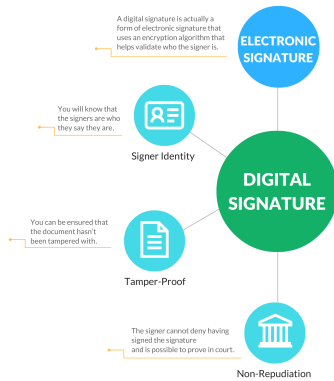 A digital signature is actually a
form of electronic signature that
uses an encryption algorithm that
helps validate who the signer is.
ELECTRONIC
SIGNATURE
You will know that
the signers are who
they say they are.
Signer Identity
DIGITAL
SIGNATURE
You can be ensured that
the document hasn't
been tampered with.
Tamper-Proof
The signer cannot deny having
signed the signature
and is possible to prove in court.
Non-Repudiation